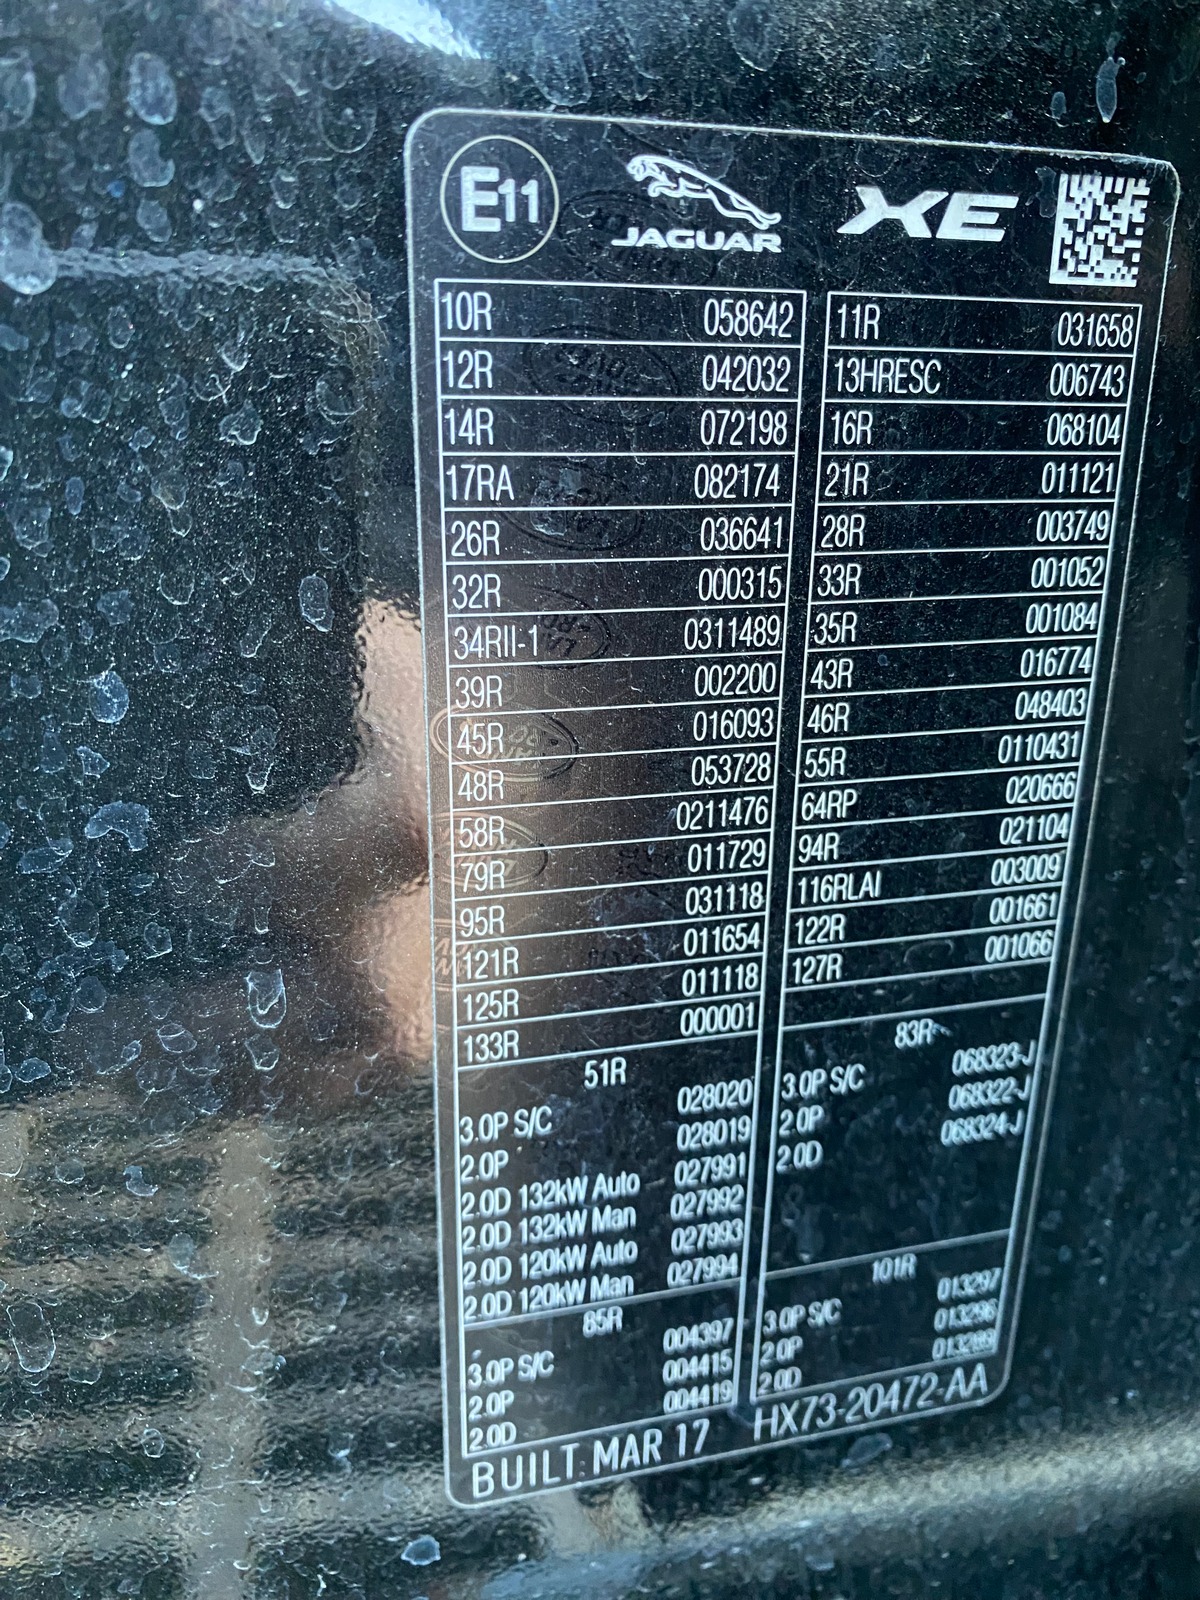 E11 JAGUAR XE
10R 058642
12R 042032
14R 072198
17RA 082174
26R 036641
32R 000315
34RII-1 0311489
39R 002200
45R 016093
48R 053728
58R 0211476
79R 011729
95R 031118
121R 011654
125R 011118
133R 000001
51R
3.0P S/C 028020
2.0P 028019
2.0D 132kW Auto 027991
2.0D 132kW Man 027992
2.0D 120kW Auto 027993
2.0D 120kW Man 027994
85R
3.0P S/C 004397
2.0P 004415
2.0D 004419
11R 031658
13HRESC 006743
16R 068104
21R 011121
28R 003749
33R 001052
35R 001084
43R 016774
46R 048403
55R 0110431
64RP 020666
94R 021104
116RLAI 003009
122R 001661
127R 001066
83R
3.0P S/C 068323-J
2.0P 068322-J
2.0D 068324-J
101R
3.0P S/C 013297
2.0P 013296
2.0D 013289
BUILT: MAR 17 HX73-20472-AA